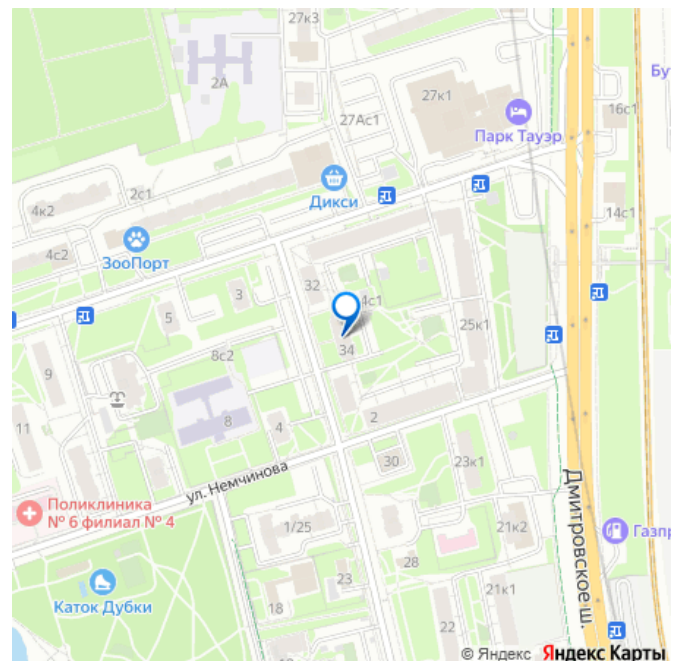 27к3
2А
27к1
16с1
Бу
27Ас1
Парк Тауэр
2с1
4к2
Дикси
14с1
4с2
ЗооПорт
32
3
4с1
5
25к1
34
8с2
9
2
8
4
11
30
23к1
ул. Немчинова
Поликлиника
№ 6 филиал № 4
Дмитровское ш.
1/25
21к2
Газпр
28
23
21к1
Каток Дубки
18
22
© Яндекс Яндекс Карты